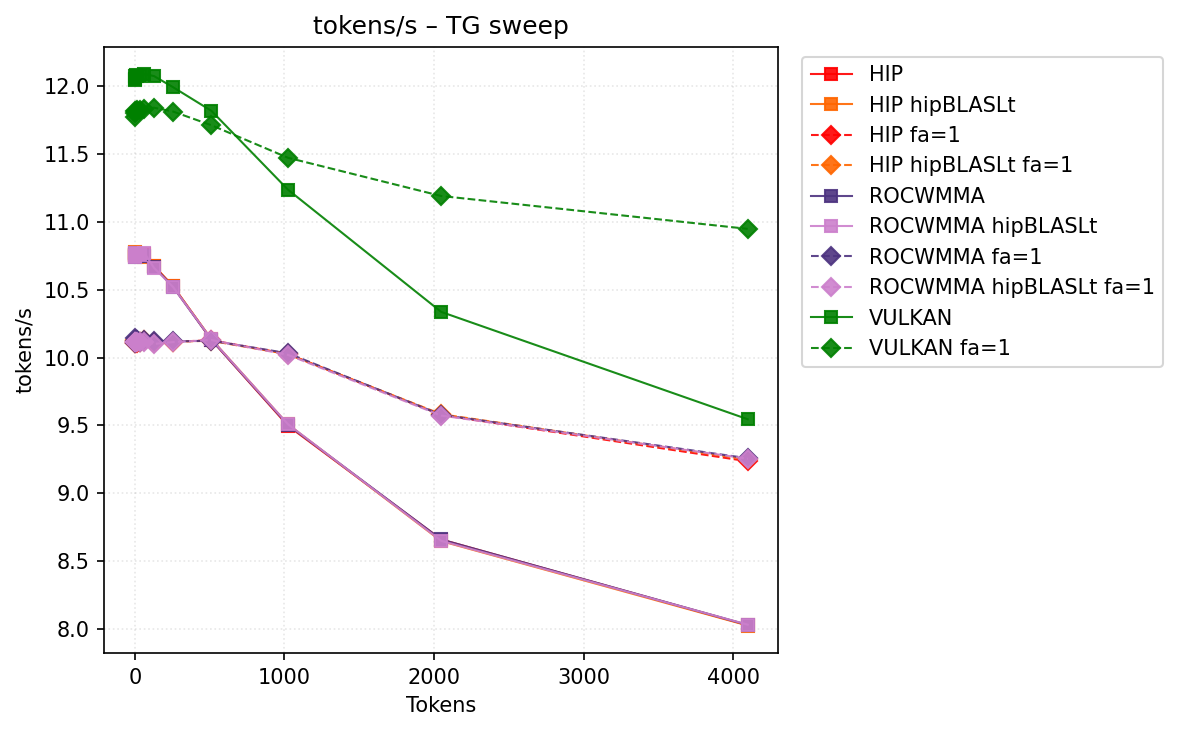 tokens/s – TG sweep
tokens/s
12.0
11.5
11.0
10.5
10.0
9.5
9.0
8.5
8.0
0
1000
2000
3000
4000
Tokens
HIP
HIP hipBLASLt
HIP fa=1
HIP hipBLASLt fa=1
ROCWMMA
ROCWMMA hipBLASLt
ROCWMMA fa=1
ROCWMMA hipBLASLt fa=1
VULKAN
VULKAN fa=1